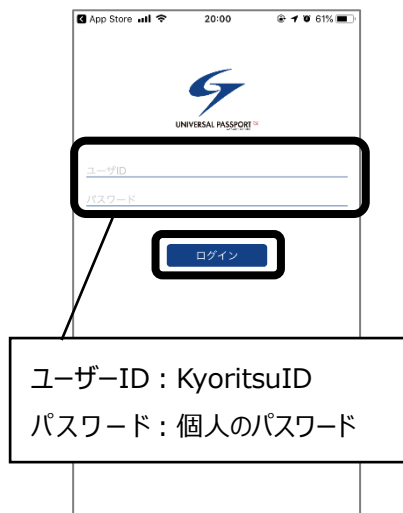 App Store 20:00 61%
UNIVERSAL PASSPORT
ユーザID
パスワード
ログイン
ユーザーID：KyoritsuID
パスワード：個人のパスワード